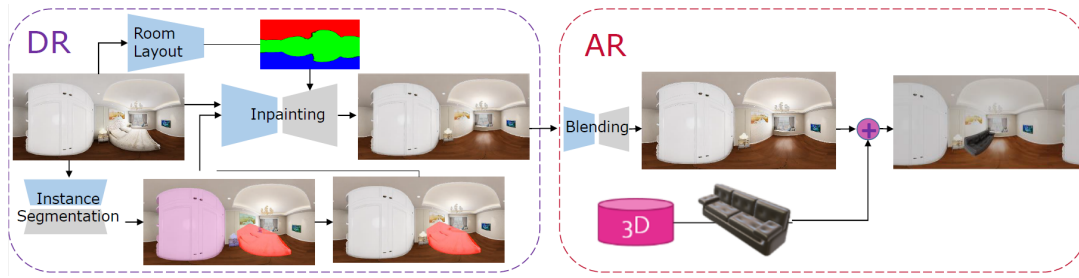 DR
Room
Layout
Inpainting
Instance
Segmentation
AR
Blending
3D